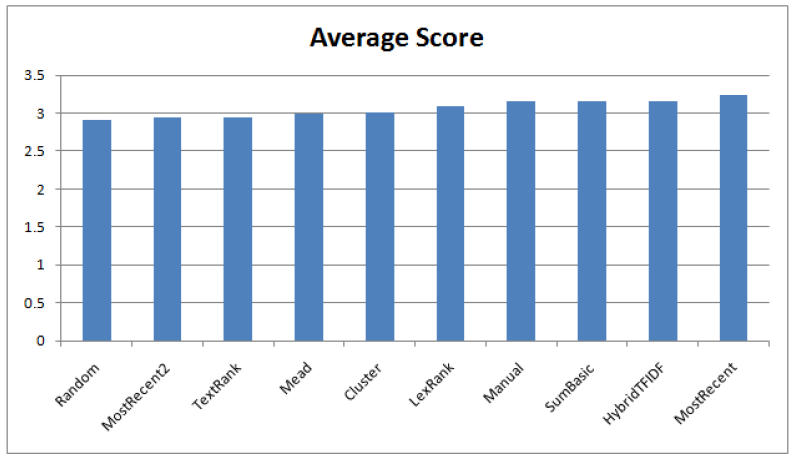 Average Score
3.5
3
2.5
2
1.5
1
0.5
0
Random
MostRecent2
TextRank
Mead
Cluster
LexRank
Manual
SumBasic
HybridTFIDF
MostRecent